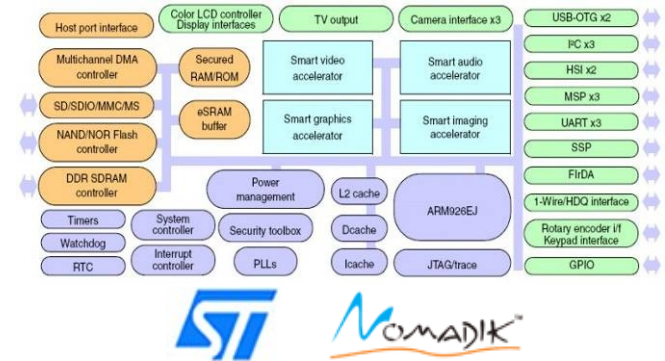 Host port interface
Color LCD controller
Display interfaces
TV output
Camera interface x3
USB-OTG x2
Multichannel DMA
controller
Secured
RAM/ROM
Smart video
accelerator
Smart audio
accelerator
I²C x3
HSI x2
SD/SDIO/MMC/MS
eSRAM
buffer
MSP x3
NAND/NOR Flash
controller
Smart graphics
accelerator
Smart imaging
accelerator
UART x3
SSP
DDR SDRAM
controller
Power
management
L2 cache
ARM926EJ
FIrDA
1-Wire/HDQ interface
Timers
System
controller
Security toolbox
Dcache
Rotary encoder i/f
Keypad interface
Watchdog
RTC
Interrupt
controller
PLLs
Icache
JTAG/trace
GPIO
ST
NOMADIK™